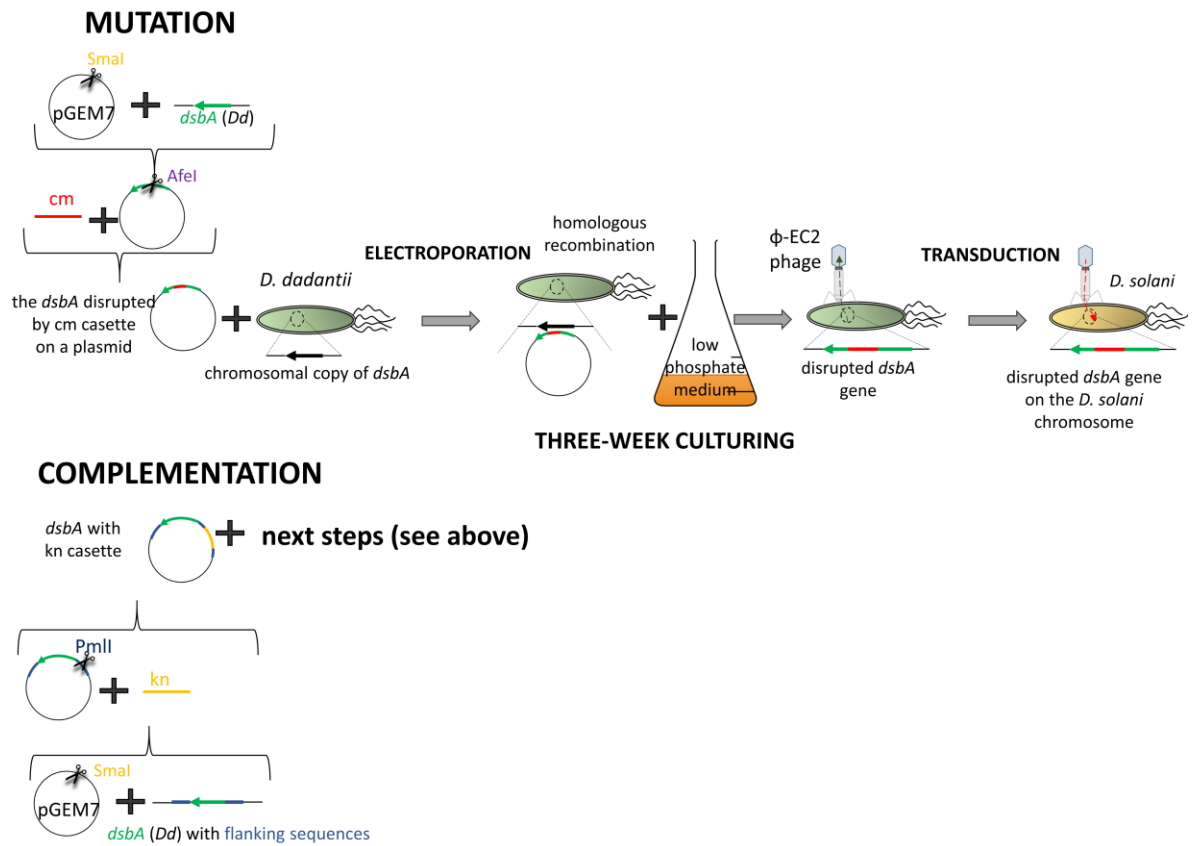 MUTATION
SmaI
pGEM7
dsbA (Dd)
AfeI
cm
the dsbA disrupted
by cm casette
on a plasmid
D. dadantii
chromosomal copy of dsbA
ELECTROPORATION
homologous
recombination
low
phosphate
medium
THREE-WEEK CULTURING
ϕ-EC2
phage
disrupted dsbA
gene
TRANSDUCTION
D. solani
disrupted dsbA gene
on the D. solani
chromosome
COMPLEMENTATION
dsbA with
kn casette
next steps (see above)
PmlI
kn
SmaI
pGEM7
dsbA (Dd) with flanking sequences